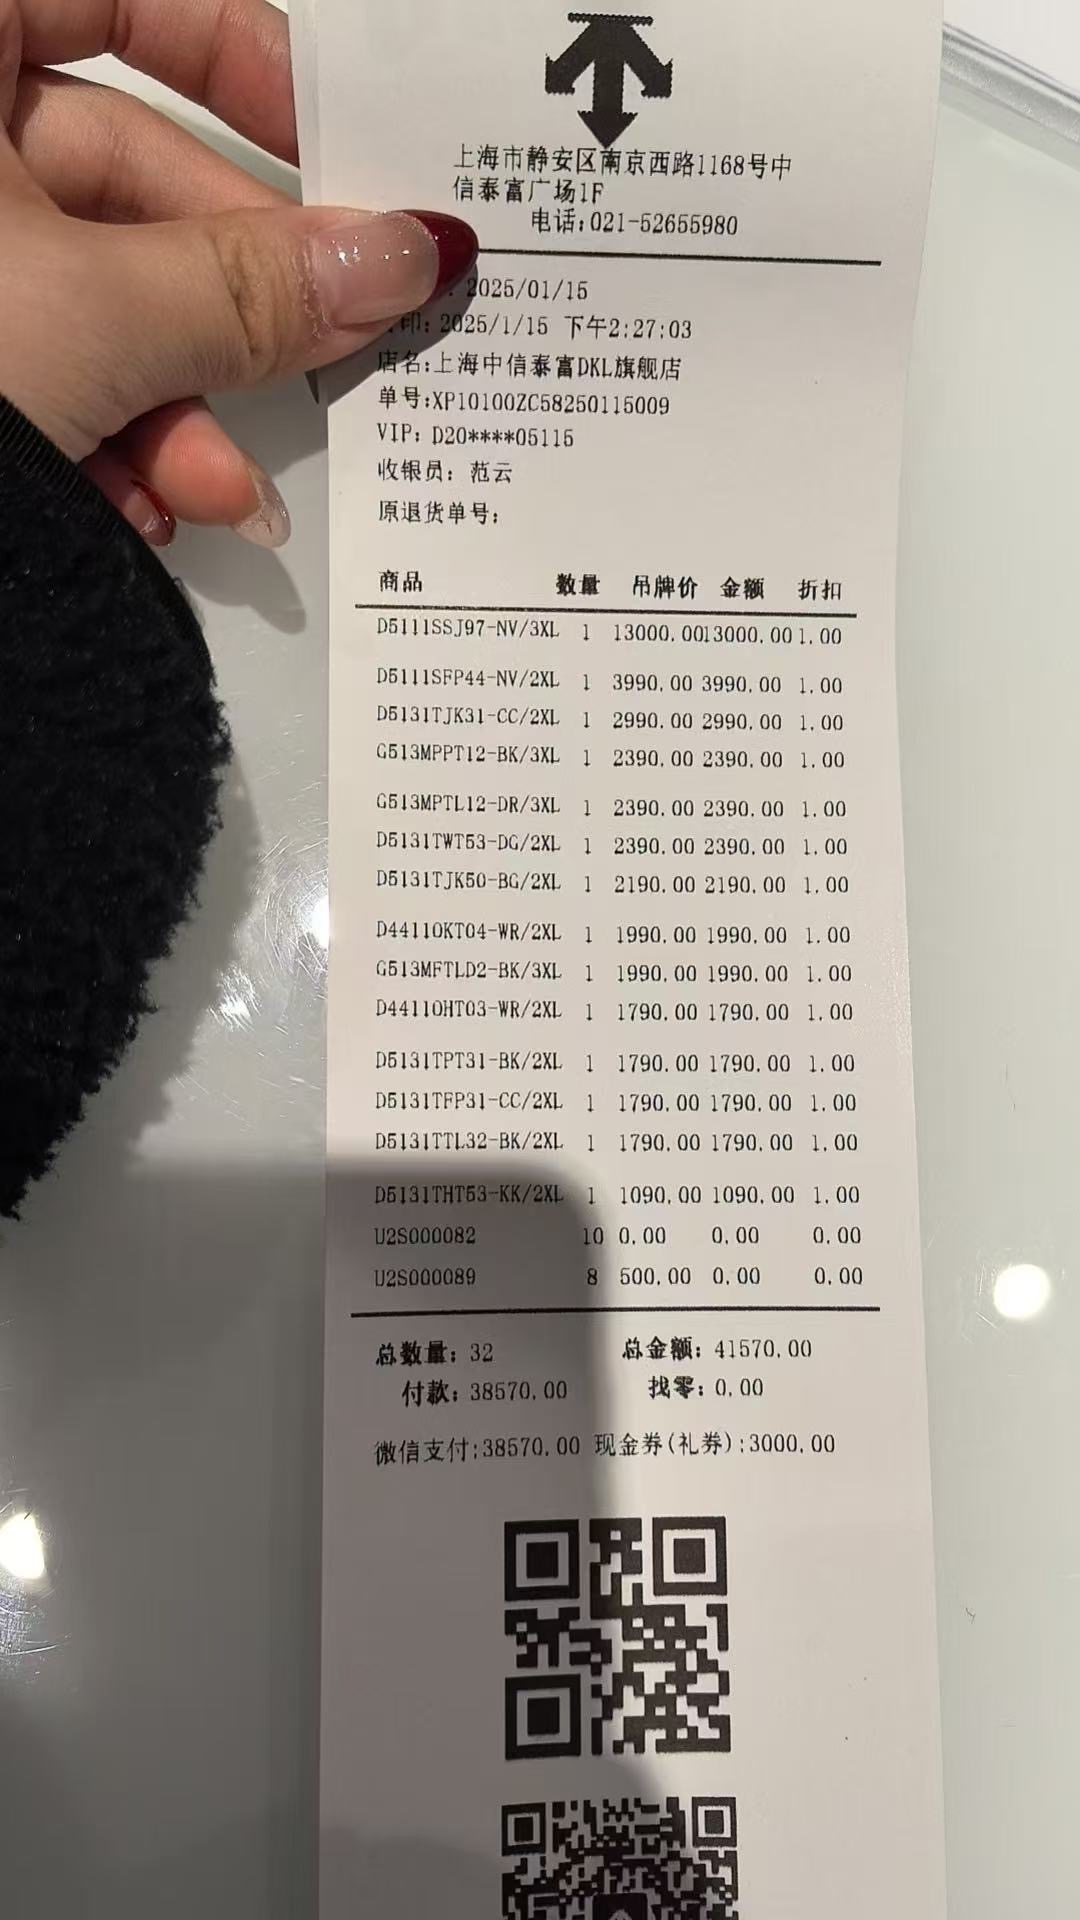 上海市静安区南京西路1168号中
信泰富广场1F
电话:021-52655980
: 2025/01/15
印: 2025/1/15 下午2:27:03
店名:上海中信泰富DKL旗舰店
单号:XP10100ZC58250115009
VIP: D20****05115
收银员: 范云
原退货单号:
商品 数量 吊牌价 金额 折扣
D5111SSJ97-NV/3XL 1 13000.00 13000.00 1.00
D5111SFP44-NV/2XL 1 3990.00 3990.00 1.00
D5131TJK31-CC/2XL 1 2990.00 2990.00 1.00
G513MPPT12-BK/3XL 1 2390.00 2390.00 1.00
G513MPTL12-DR/3XL 1 2390.00 2390.00 1.00
D5131TWT53-DG/2XL 1 2390.00 2390.00 1.00
D5131TJK50-BG/2XL 1 2190.00 2190.00 1.00
D4411OKT04-WR/2XL 1 1990.00 1990.00 1.00
G513MFTLD2-BK/3XL 1 1990.00 1990.00 1.00
D4411OHT03-WR/2XL 1 1790.00 1790.00 1.00
D5131TPT31-BK/2XL 1 1790.00 1790.00 1.00
D5131TFP31-CC/2XL 1 1790.00 1790.00 1.00
D5131TTL32-BK/2XL 1 1790.00 1790.00 1.00
D5131THT53-KK/2XL 1 1090.00 1090.00 1.00
U2S000082 10 0.00 0.00 0.00
U2S000089 8 500.00 0.00 0.00
总数量: 32 总金额: 41570.00
付款: 38570.00 找零: 0.00
微信支付:38570.00 现金券(礼券):3000.00